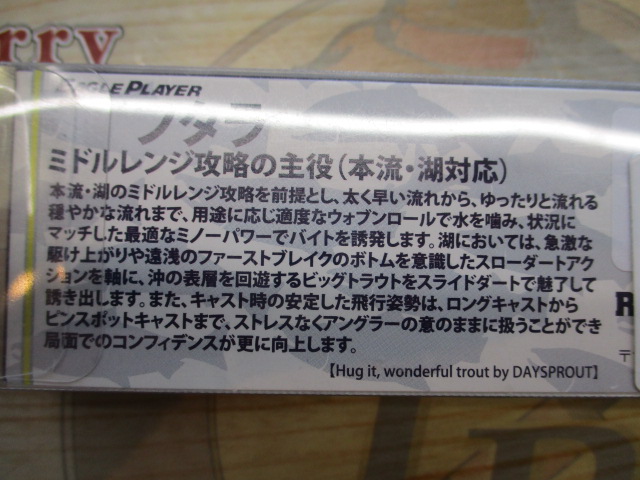 rry
EAGLE PLAYER
ノタラ
ミドルレンジ攻略の主役(本流・湖対応)
本流・湖のミドルレンジ攻略を前提とし、太く早い流れから、ゆったりと流れる
穏やかな流れまで、用途に応じ適度なウォブンロールで水を噛み、状況に
マッチした最適なミノーパワーでバイトを誘発します。湖においては、急激な
駆け上がりや遠浅のファーストブレイクのボトムを意識したスローダートアク
ションを軸に、沖の表層を回遊するビッグトラウトをスライドダートで魅了して
誘き出します。また、キャスト時の安定した飛行姿勢は、ロングキャストから
ピンスポットキャストまで、ストレスなくアングラーの意のままに扱うことができ
局面でのコンフィデンスが更に向上します。
【Hug it, wonderful trout by DAYSPROUT】
〒